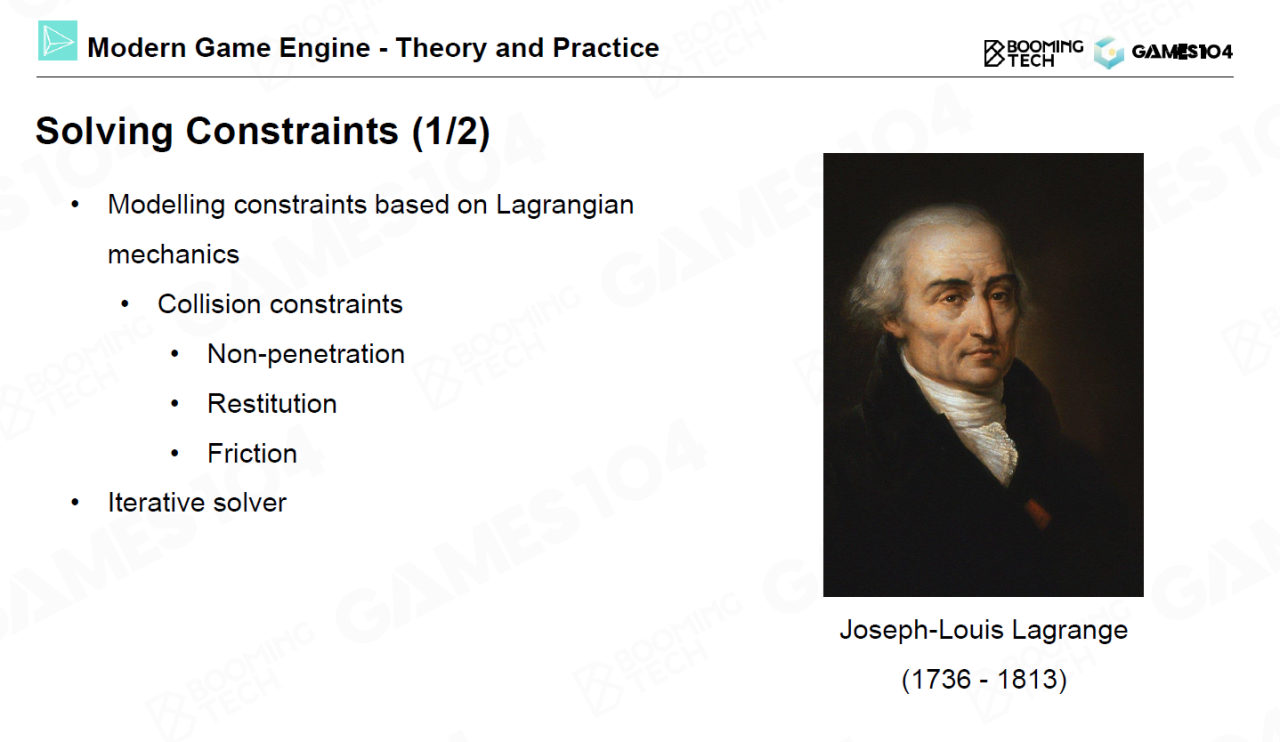 Modern Game Engine - Theory and Practice
BOOMING
TECH
GAMES104
Solving Constraints (1/2)
• Modelling constraints based on Lagrangian
mechanics
• Collision constraints
• Non-penetration
• Restitution
• Friction
• Iterative solver
Joseph-Louis Lagrange
(1736 - 1813)